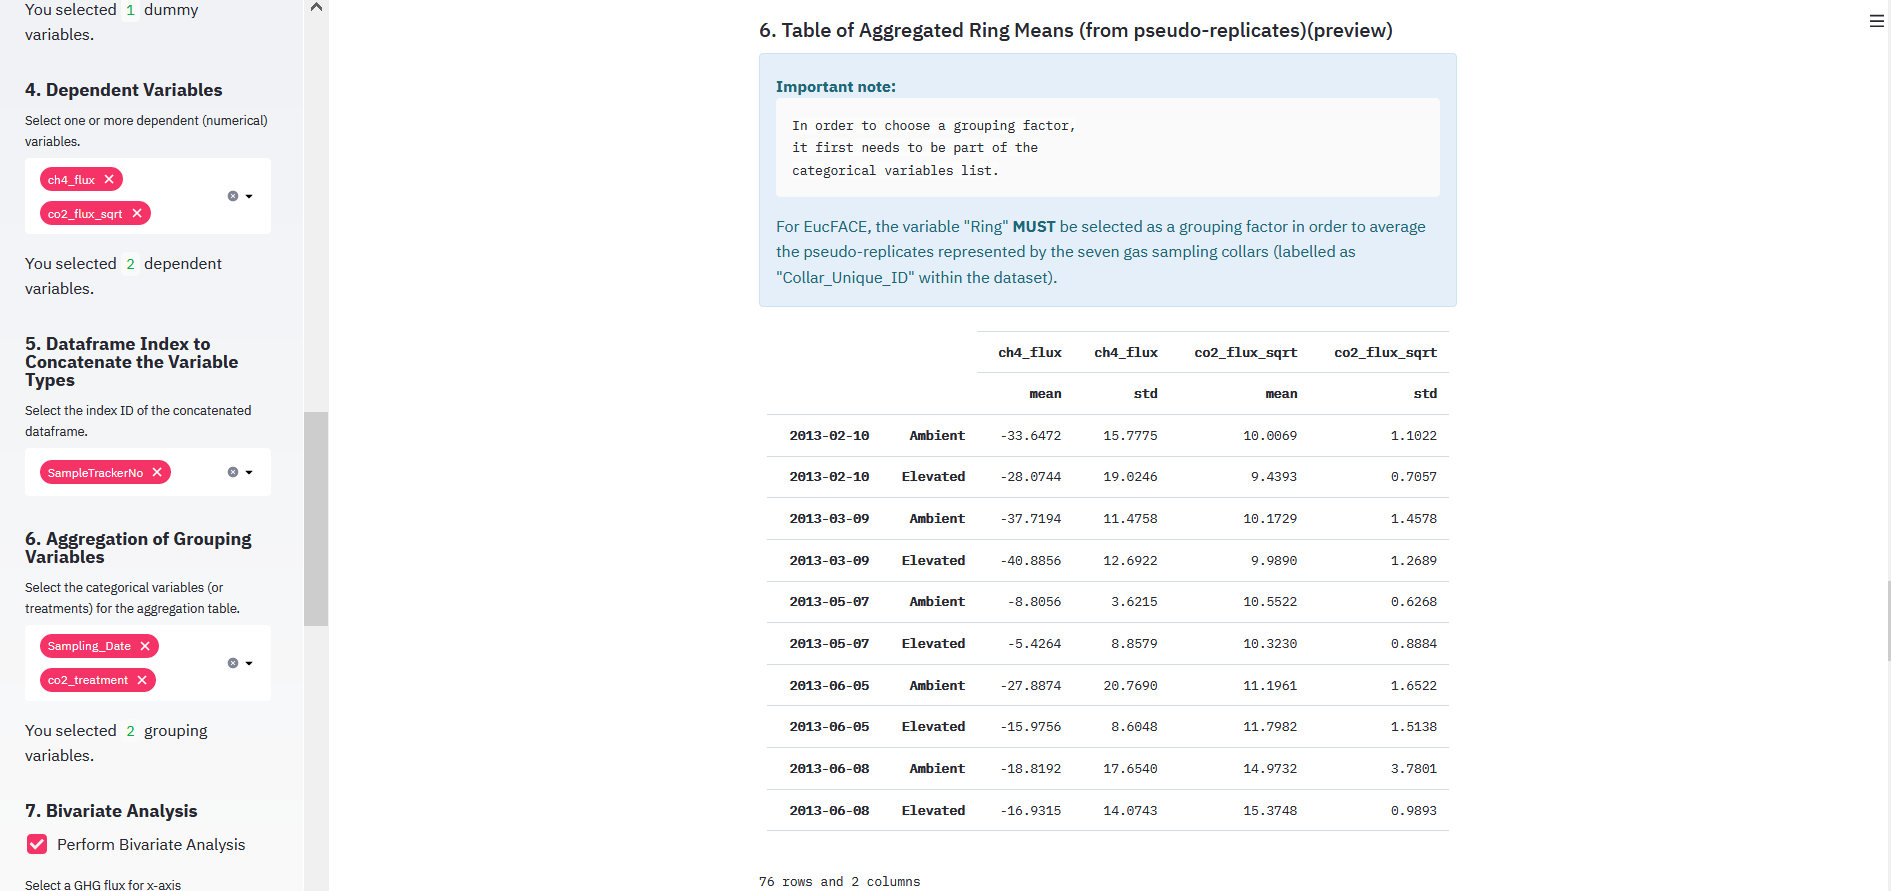 You selected 1 dummy
variables.
4. Dependent Variables
Select one or more dependent (numerical)
variables.
ch4_flux
co2_flux_sqrt
You selected 2 dependent
variables.
5. Dataframe Index to
Concatenate the Variable
Types
Select the index ID of the concatenated
dataframe.
SampleTrackerNo
6. Aggregation of Grouping
Variables
Select the categorical variables (or
treatments) for the aggregation table.
Sampling_Date
co2_treatment
You selected 2 grouping
variables.
7. Bivariate Analysis
Perform Bivariate Analysis
Select a GHG flux for x-axis
6. Table of Aggregated Ring Means (from pseudo-replicates)(preview)
Important note:
In order to choose a grouping factor,
it first needs to be part of the
categorical variables list.
For EucFACE, the variable "Ring" MUST be selected as a grouping factor in order to average
the pseudo-replicates represented by the seven gas sampling collars (labelled as
"Collar_Unique_ID" within the dataset).
ch4_flux ch4_flux co2_flux_sqrt co2_flux_sqrt
mean std mean std
2013-02-10 Ambient -33.6472 15.7775 10.0069 1.1022
2013-02-10 Elevated -28.0744 19.0246 9.4393 0.7057
2013-03-09 Ambient -37.7194 11.4758 10.1729 1.4578
2013-03-09 Elevated -40.8856 12.6922 9.9890 1.2689
2013-05-07 Ambient -8.8056 3.6215 10.5522 0.6268
2013-05-07 Elevated -5.4264 8.8579 10.3230 0.8884
2013-06-05 Ambient -27.8874 20.7690 11.1961 1.6522
2013-06-05 Elevated -15.9756 8.6048 11.7982 1.5138
2013-06-08 Ambient -18.8192 17.6540 14.9732 3.7801
2013-06-08 Elevated -16.9315 14.0743 15.3748 0.9893
76 rows and 2 columns